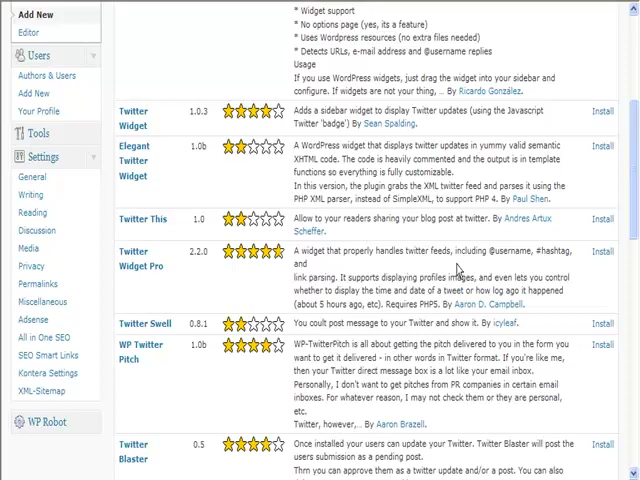 Add New
Editor
Users
Authors & Users
Add New
Your Profile
Tools
Settings
General
Writing
Reading
Discussion
Media
Privacy
Permalinks
Miscellaneous
Adsense
All in One SEO
SEO Smart Links
Kontera Settings
XML-Sitemap
WP Robot
* Widget support
* No options page (yes, its a feature)
* Uses Wordpress resources (no extra files needed)
* Detects URLs, e-mail address and @username replies
Usage
If you use WordPress widgets, just drag the widget into your sidebar and
configure. If widgets are not your thing, ... By Ricardo González.
Twitter
Widget
1.0.3
Adds a sidebar widget to display Twitter updates (using the Javascript
Twitter 'badge') By Sean Spalding.
Install
Elegant
Twitter
Widget
1.0b
A WordPress widget that displays twitter updates in yummy valid semantic
XHTML code. The code is heavily commented and the output is in template
functions so everything is fully customizable.
In this version, the plugin grabs the XML twitter feed and parses it using the
PHP XML parser, instead of SimpleXML, to support PHP 4. By Paul Shen.
Install
Twitter This
1.0
Allow to your readers sharing your blog post at twitter. By Andres Artux
Scheffer.
Install
Twitter
Widget Pro
2.2.0
A widget that properly handles twitter feeds, including @username, #hashtag,
and
link parsing. It supports displaying profiles images, and even lets you control
whether to display the time and date of a tweet or how log ago it happened
(about 5 hours ago, etc). Requires PHP5. By Aaron D. Campbell.
Install
Twitter Swell
0.8.1
You coult post message to your Twitter and show it. By icyleaf.
Install
WP Twitter
Pitch
1.0b
WP-TwitterPitch is all about getting the pitch delivered to you in the form you
want to get it delivered - in other words in Twitter format. If you're like me,
then your Twitter direct message box is a lot like your email inbox.
Personally, I don't want to get pitches from PR companies in certain email
inboxes. For whatever reason, I may not check them or they are personal,
etc.
Twitter, however,... By Aaron Brazell.
Install
Twitter
Blaster
0.5
Once installed your users can update your Twitter. Twitter Blaster will post the
users submission as a pending post.
Thrn you can approve them as a twitter update and/or a post. You can also
Install